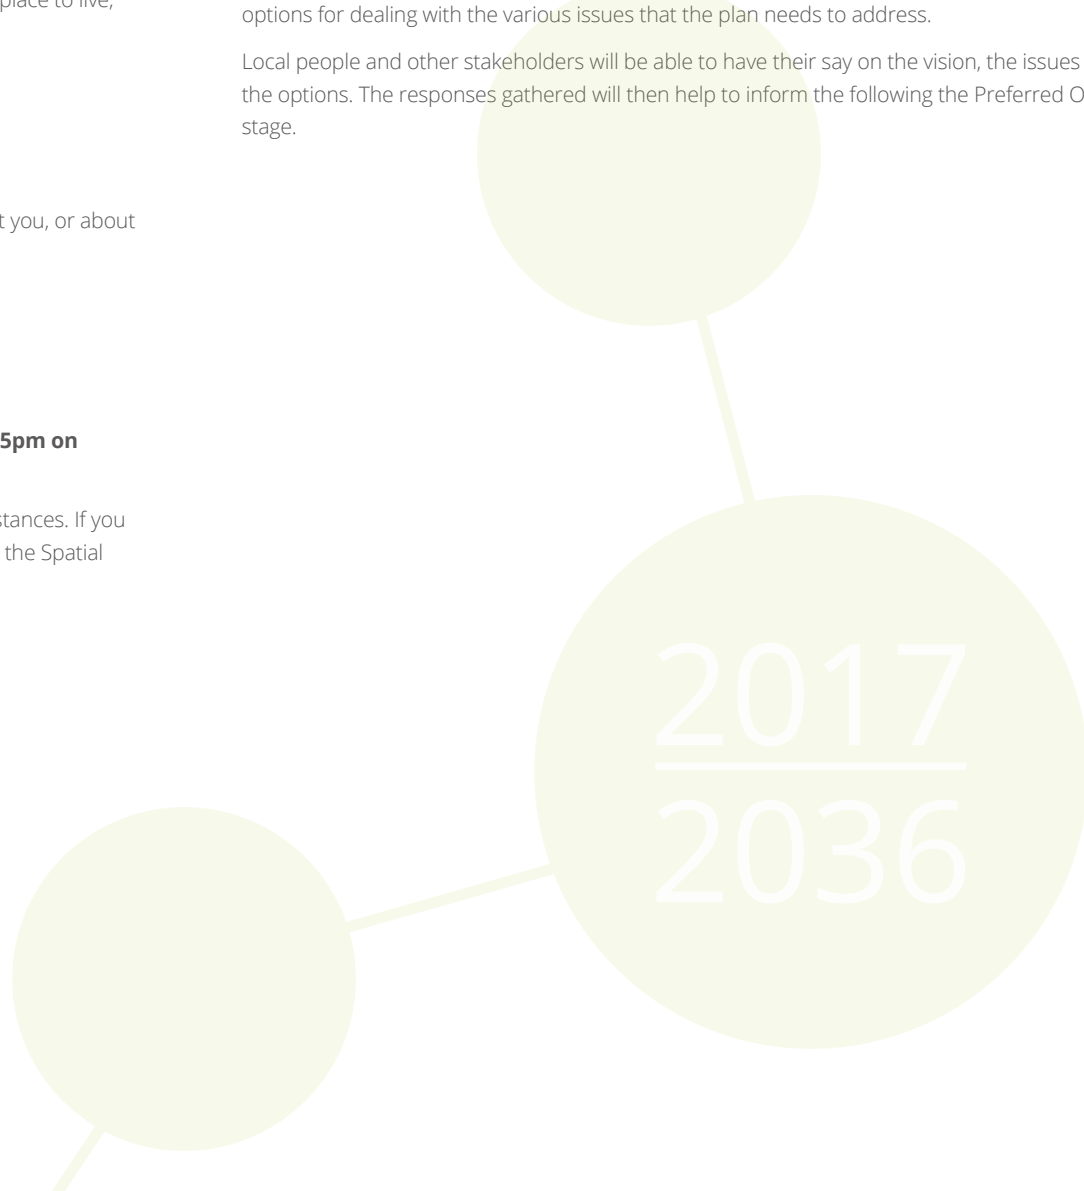 place to live,
t you, or about
5pm on
stances. If you
the Spatial
options for dealing with the various issues that the plan needs to address.
Local people and other stakeholders will be able to have their say on the vision, the issues
the options. The responses gathered will then help to inform the following the Preferred O
stage.
2017
2036